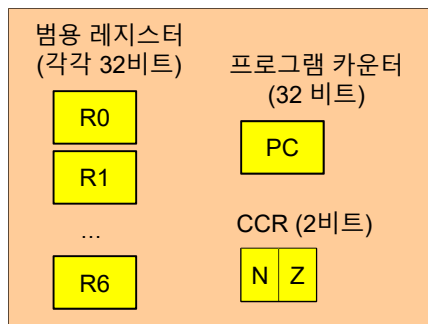 범용 레지스터
(각각 32비트)
R0
R1
...
R6
프로그램 카운터
(32 비트)
PC
CCR (2비트)
N Z